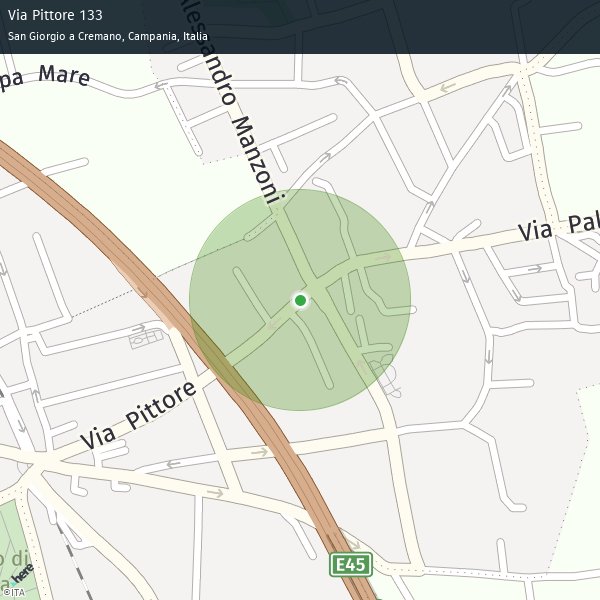 Via Pittore 133
San Giorgio a Cremano, Campania, Italia
pa Mare
Alessandro Manzoni
Via Pal
Via Pittore
E45
o di
a
here
©ITA